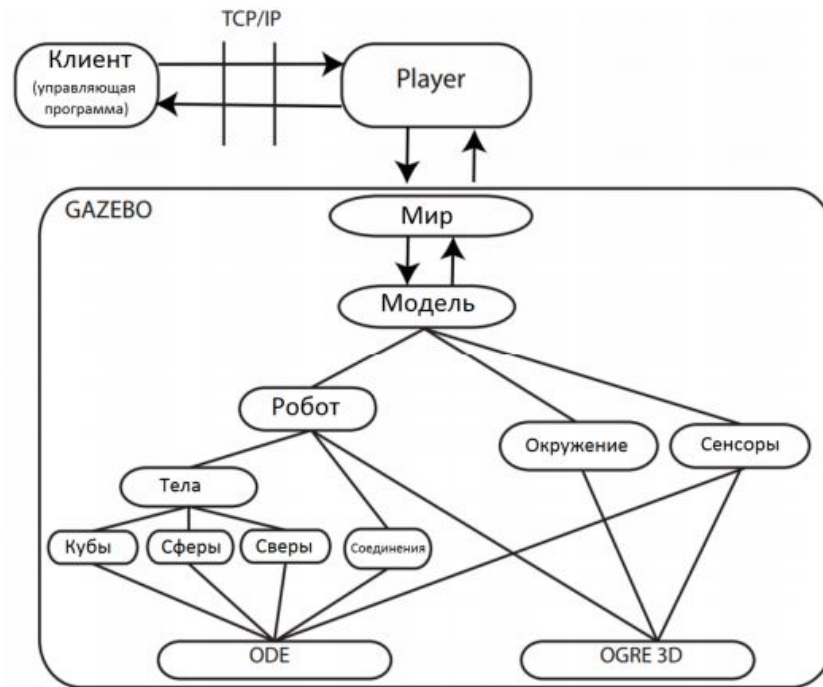 TCP/IP
Клиент
(управляющая
программа)
Player
GAZEBO
Мир
Модель
Робот
Окружение
Сенсоры
Тела
Кубы
Сферы
Сверы
Соединения
ODE
OGRE 3D